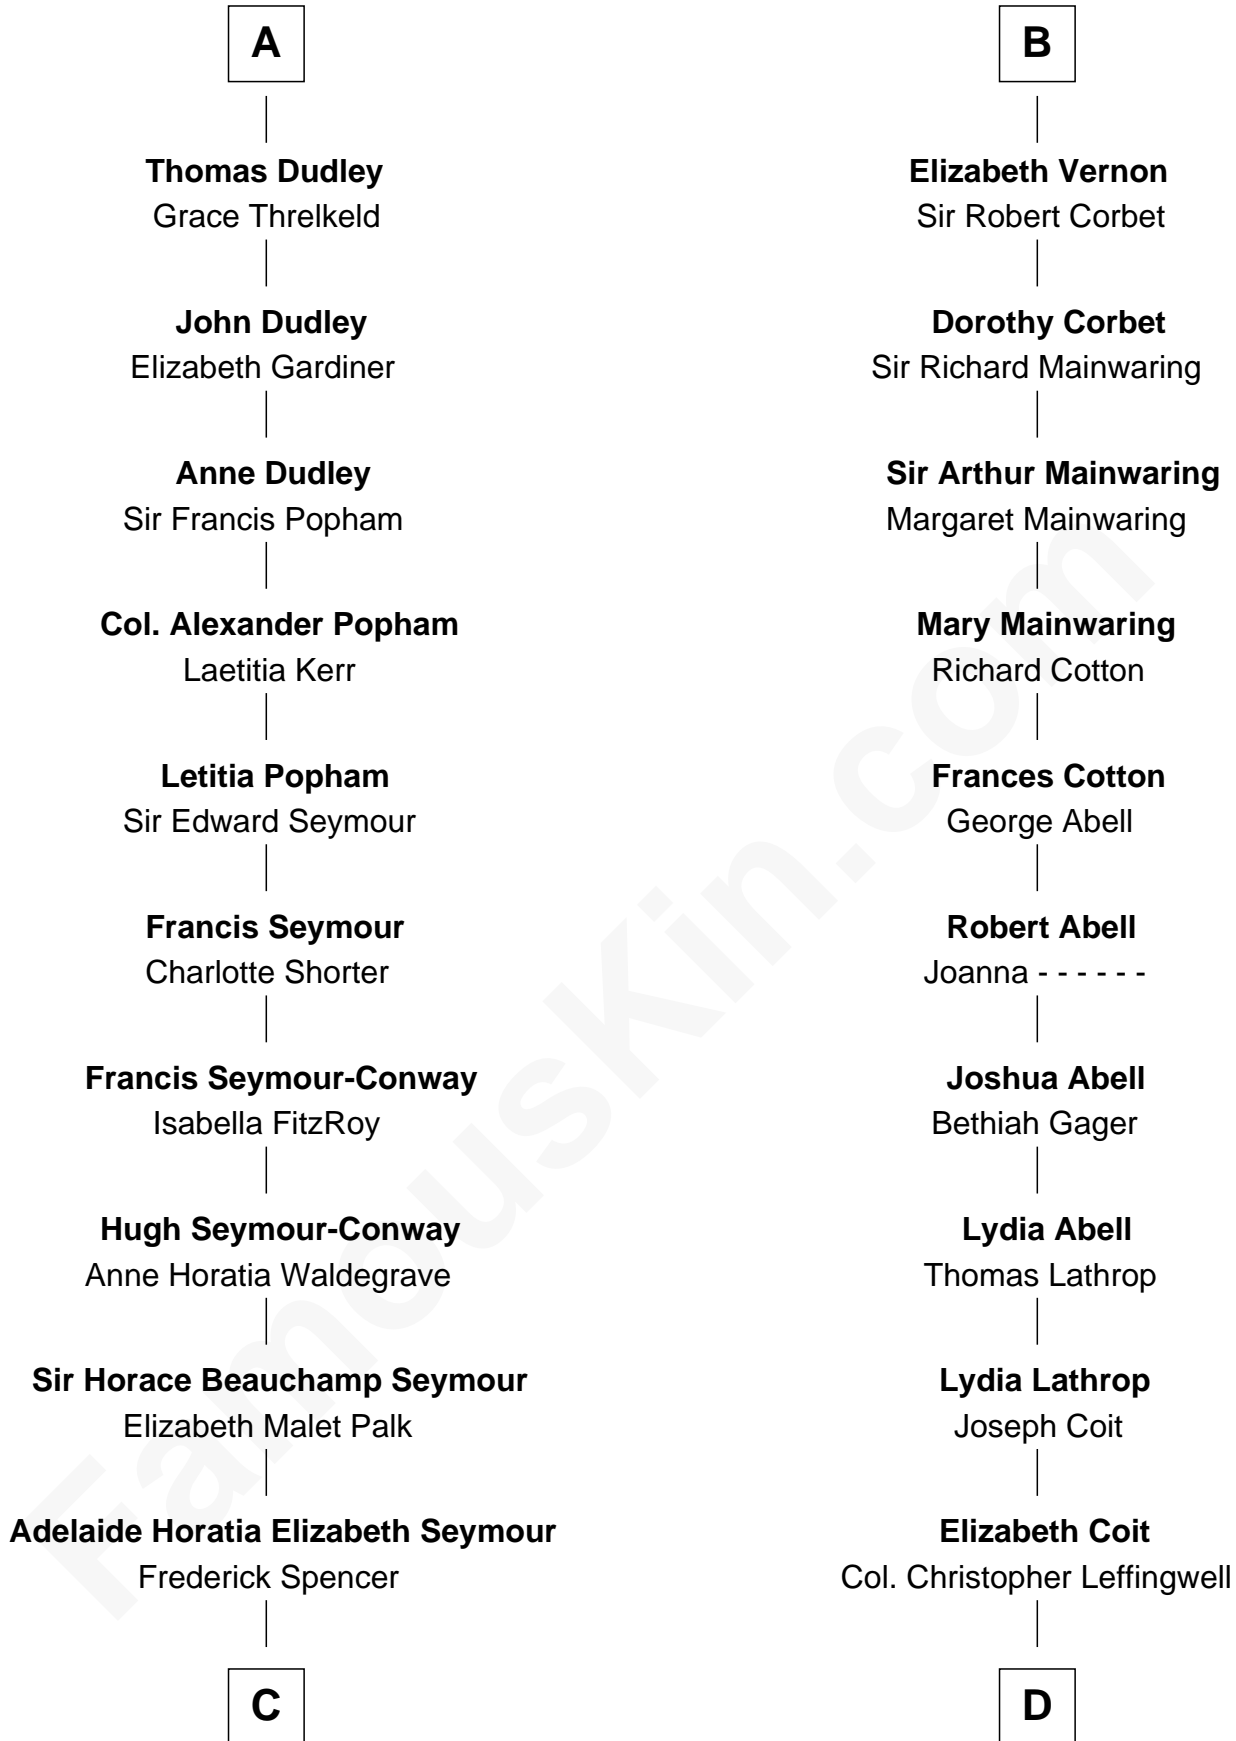 A
Thomas Dudley
Grace Threlkeld
John Dudley
Elizabeth Gardiner
Anne Dudley
Sir Francis Popham
Col. Alexander Popham
Laetitia Kerr
Letitia Popham
Sir Edward Seymour
Francis Seymour
Charlotte Shorter
Francis Seymour-Conway
Isabella FitzRoy
Hugh Seymour-Conway
Anne Horatia Waldegrave
Sir Horace Beauchamp Seymour
Elizabeth Malet Palk
Adelaide Horatia Elizabeth Seymour
Frederick Spencer
C
B
Elizabeth Vernon
Sir Robert Corbet
Dorothy Corbet
Sir Richard Mainwaring
Sir Arthur Mainwaring
Margaret Mainwaring
Mary Mainwaring
Richard Cotton
Frances Cotton
George Abell
Robert Abell
Joanna - - - - - -
Joshua Abell
Bethiah Gager
Lydia Abell
Thomas Lathrop
Lydia Lathrop
Joseph Coit
Elizabeth Coit
Col. Christopher Leffingwell
D
FamousKin.com